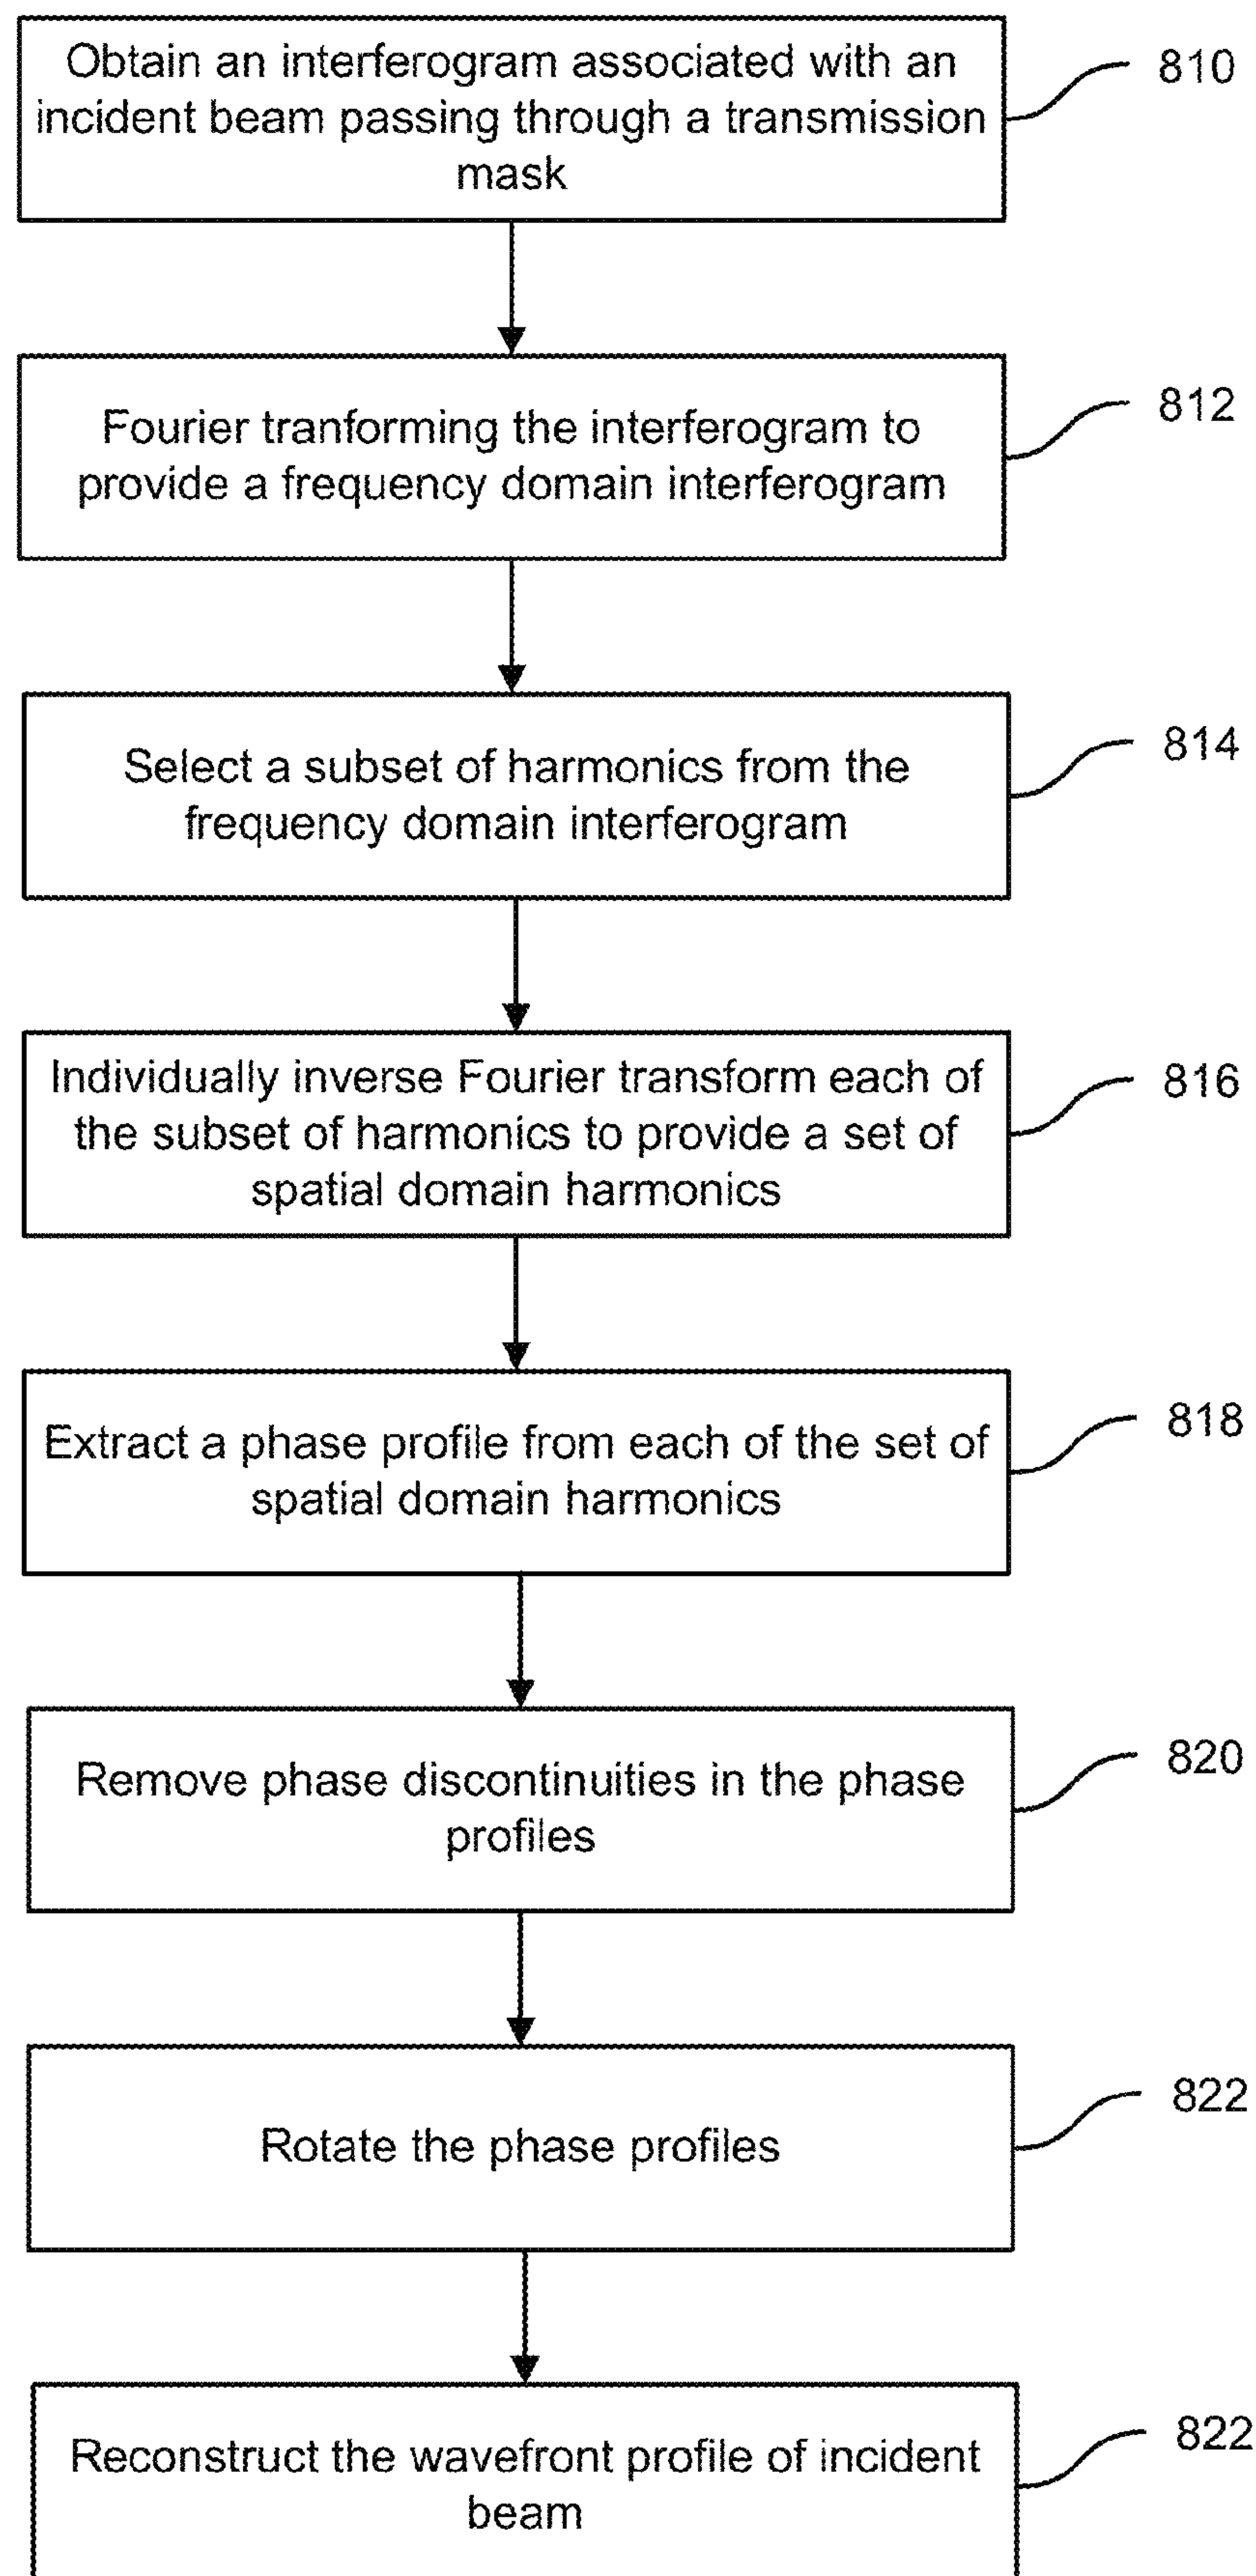 Obtain an interferogram associated with an
incident beam passing through a transmission
mask
810
Fourier tranforming the interferogram to
provide a frequency domain interferogram
812
Select a subset of harmonics from the
frequency domain interferogram
814
Individually inverse Fourier transform each of
the subset of harmonics to provide a set of
spatial domain harmonics
816
Extract a phase profile from each of the set of
spatial domain harmonics
818
Remove phase discontinuities in the phase
profiles
820
Rotate the phase profiles
822
Reconstruct the wavefront profile of incident
beam
822